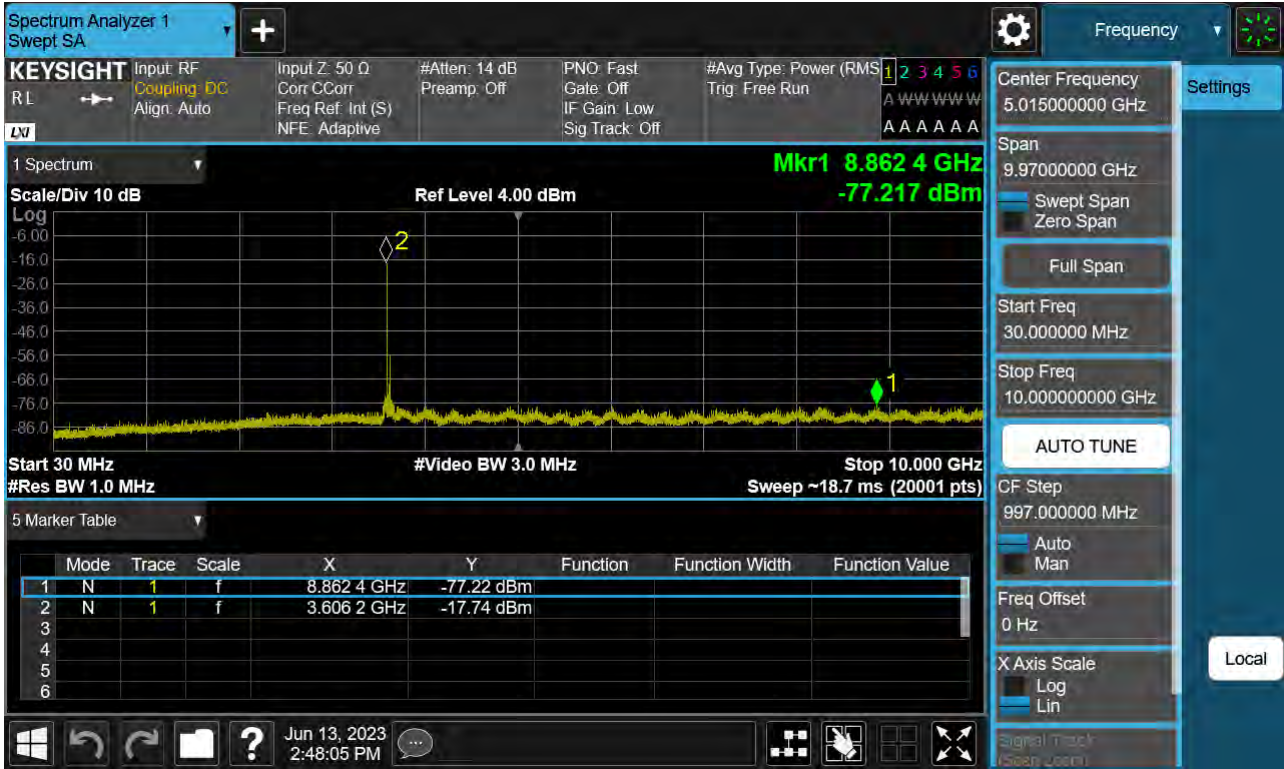 Spectrum Analyzer 1
Swept SA
Frequency
KEYSIGHT
RL
LXI
Input: RF
Coupling: DC
Align: Auto
Input Z: 50 Ω
Corr CCorr
Freq Ref: Int (S)
NFE: Adaptive
#Atten: 14 dB
Preamp: Off
PNO: Fast
Gate: Off
IF Gain: Low
Sig Track: Off
#Avg Type: Power (RMS
Trig: Free Run
1 2 3 4 5 6
A W W W W W
A A A A A A
1 Spectrum
Scale/Div 10 dB
Ref Level 4.00 dBm
Mkr1 8.862 4 GHz
-77.217 dBm
Log
-6.00
-16.0
-26.0
-36.0
-46.0
-56.0
-66.0
-76.0
-86.0
2
1
Start 30 MHz
#Video BW 3.0 MHz
Stop 10.000 GHz
#Res BW 1.0 MHz
Sweep ~18.7 ms (20001 pts)
5 Marker Table
Mode Trace Scale X Y Function Function Width Function Value
1 N 1 f 8.862 4 GHz -77.22 dBm
2 N 1 f 3.606 2 GHz -17.74 dBm
3
4
5
6
Jun 13, 2023
2:48:05 PM
Center Frequency
5.015000000 GHz
Span
9.97000000 GHz
Swept Span
Zero Span
Full Span
Start Freq
30.000000 MHz
Stop Freq
10.000000000 GHz
AUTO TUNE
CF Step
997.000000 MHz
Auto
Man
Freq Offset
0 Hz
X Axis Scale
Log
Lin
Signal Track
(Span Zoom)
Settings
Local